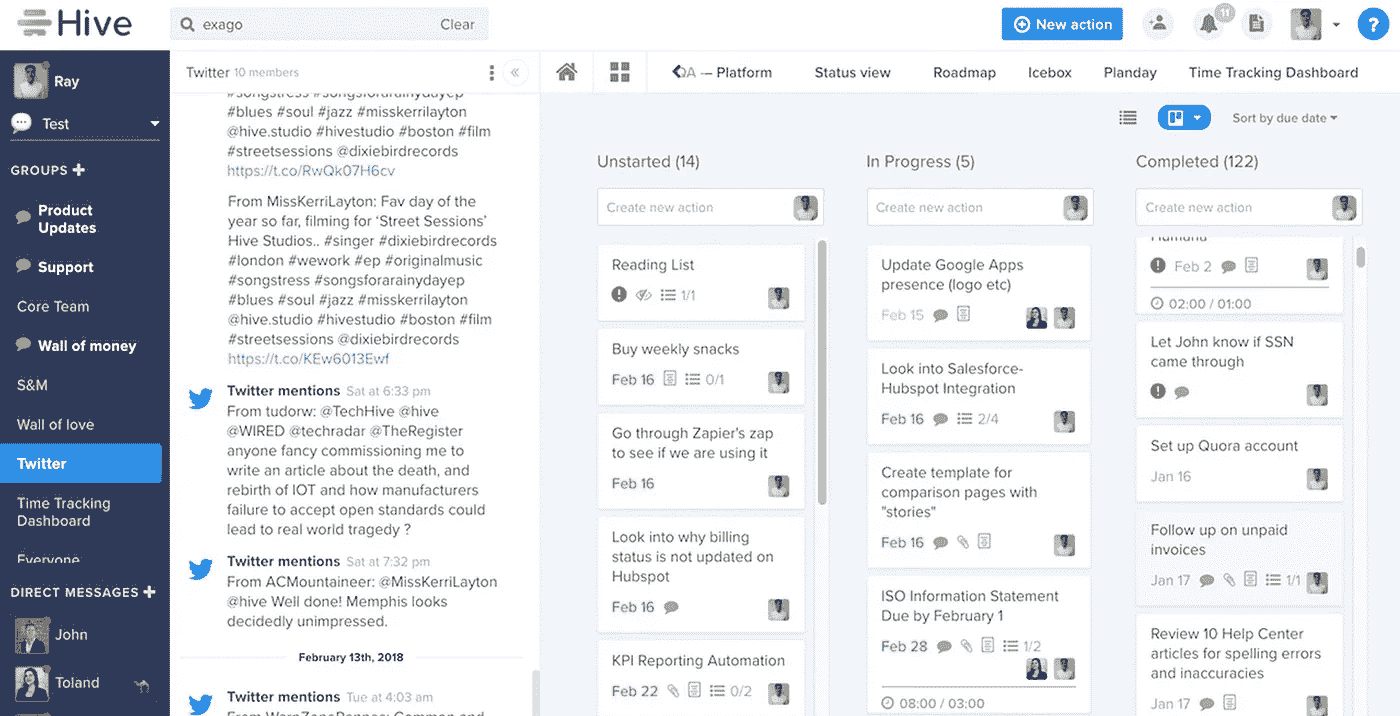 Hive
exago
Clear
New action
11
?
Ray
Test
GROUPS
Product
Updates
Support
Core Team
Wall of money
S&M
Wall of love
Twitter
Time Tracking
Dashboard
Everyone
DIRECT MESSAGES
John
Toland
Twitter 10 members
#songstress #songsforarainydayep
#blues #soul #jazz #misskerrilayton
@hive.studio #hivestudio #boston #film
#streetsessions @dixiebirdrecords
https://t.co/RwQk07H6cv
From MissKerriLayton: Fav day of the
year so far, filming for ‘Street Sessions’
Hive Studios.. #singer #dixiebirdrecords
#london #wework #ep #originalmusic
#songstress #songsforarainydayep
#blues #soul #jazz #misskerrilayton
@hive.studio #hivestudio #boston #film
#streetsessions @dixiebirdrecords
https://t.co/KEw6013Ewf
Twitter mentions Sat at 6:33 pm
From tudorw: @TechHive @hive
@WIRED @techradar @TheRegister
anyone fancy commissioning me to
write an article about the death, and
rebirth of IOT and how manufacturers
failure to accept open standards could
lead to real world tragedy ?
Twitter mentions Sat at 7:32 pm
From ACMountaineer: @MissKerriLayton
@hive Well done! Memphis looks
decidedly unimpressed.
February 13th, 2018
Twitter mentions Tue at 4:03 am
QA — Platform
Status view
Roadmap
Icebox
Planday
Time Tracking Dashboard
Sort by due date
Unstarted (14)
Create new action
Reading List
1/1
Buy weekly snacks
Feb 16 0/1
Go through Zapier's zap
to see if we are using it
Feb 16
Look into why billing
status is not updated on
Hubspot
Feb 16
KPI Reporting Automation
Feb 22 0/2
In Progress (5)
Create new action
Update Google Apps
presence (logo etc)
Feb 15
Look into Salesforce-
Hubspot Integration
Feb 16 2/4
Create template for
comparison pages with
"stories"
Feb 16
ISO Information Statement
Due by February 1
Feb 28 1/2
08:00 / 03:00
Completed (122)
Create new action
Humana
Feb 2
02:00 / 01:00
Let John know if SSN
came through
Set up Quora account
Jan 16
Follow up on unpaid
invoices
Jan 17 1/1
Review 10 Help Center
articles for spelling errors
and inaccuracies
Jan 17